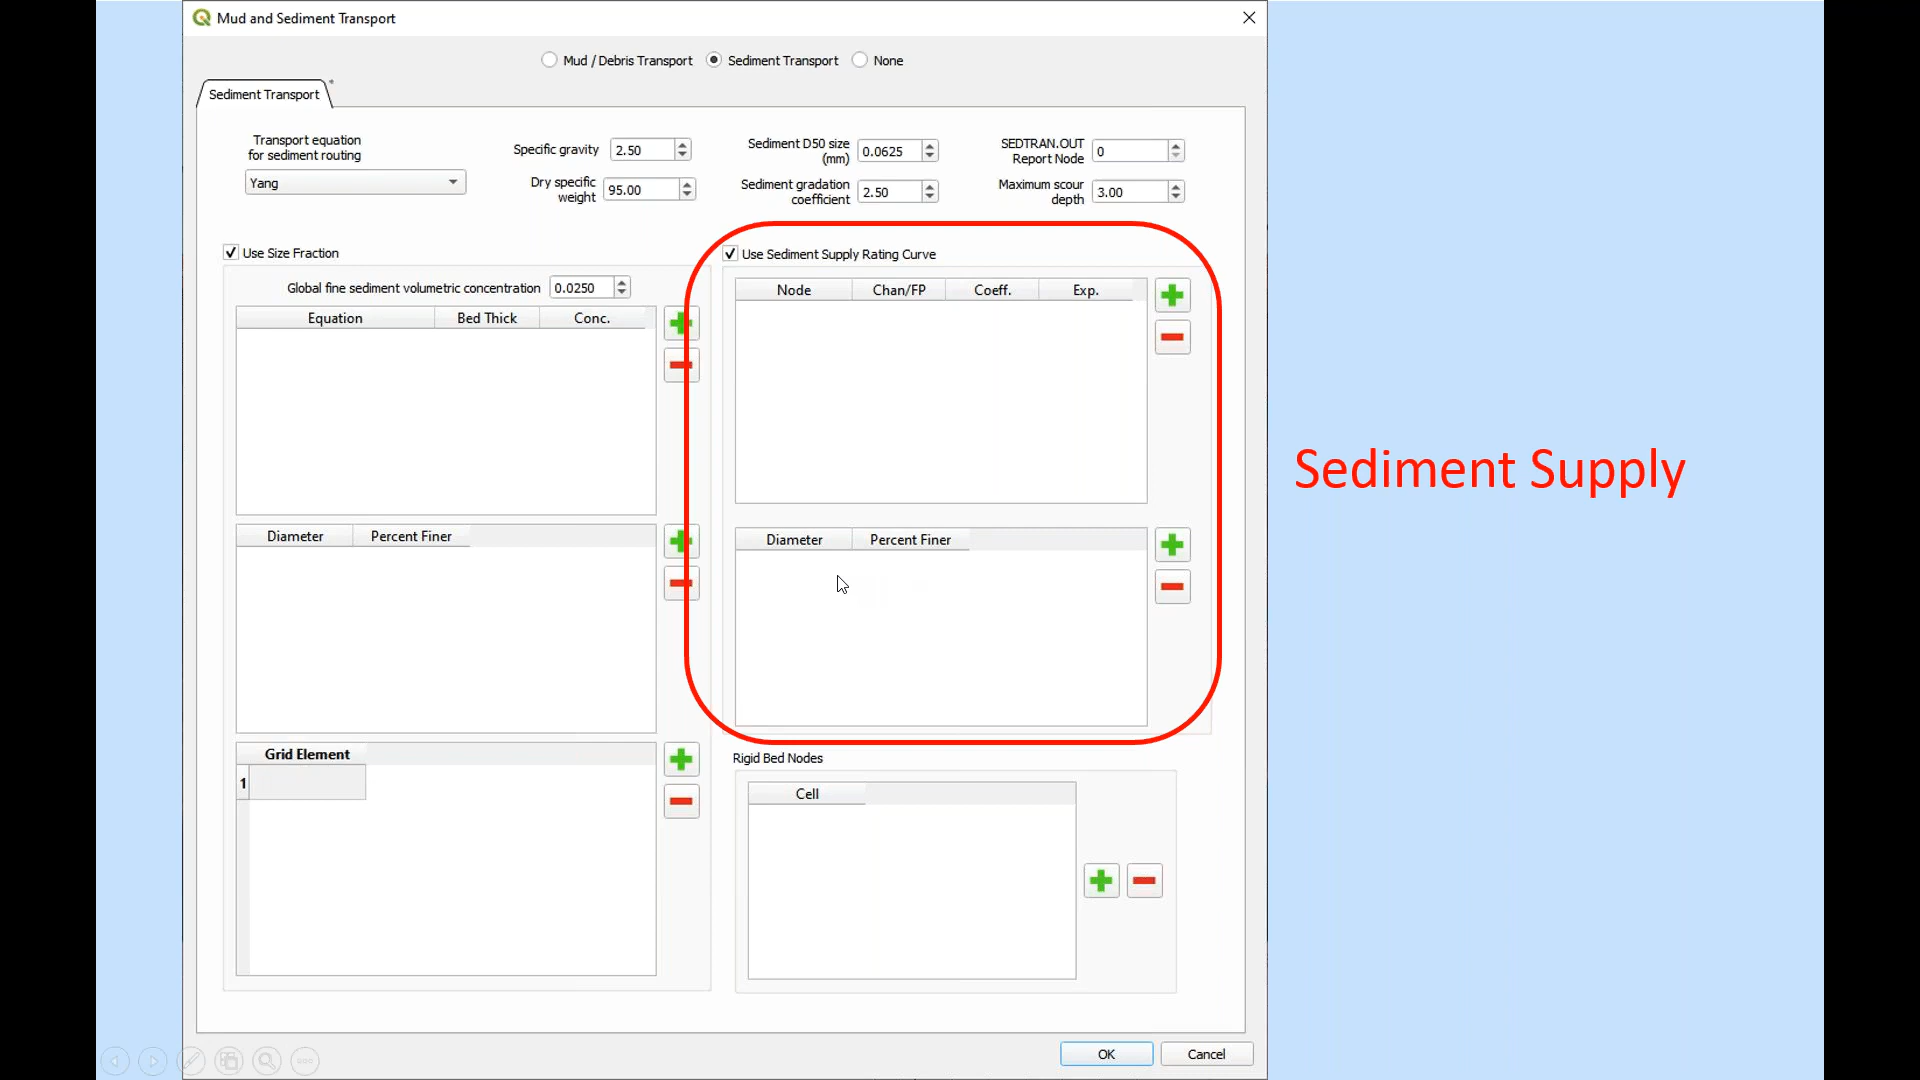 Mud and Sediment Transport
Mud / Debris Transport
Sediment Transport
None
Sediment Transport
*
Transport equation
for sediment routing
Yang
Specific gravity
2.50
Dry specific
weight
95.00
Sediment D50 size
(mm)
0.0625
Sediment gradation
coefficient
2.50
SEDTRAN.OUT
Report Node
0
Maximum scour
depth
3.00
Use Size Fraction
Global fine sediment volumetric concentration
0.0250
Equation Bed Thick Conc.
Diameter Percent Finer
Grid Element
1
Use Sediment Supply Rating Curve
Node Chan/FP Coeff. Exp.
Diameter Percent Finer
Rigid Bed Nodes
Cell
OK
Cancel
Sediment Supply